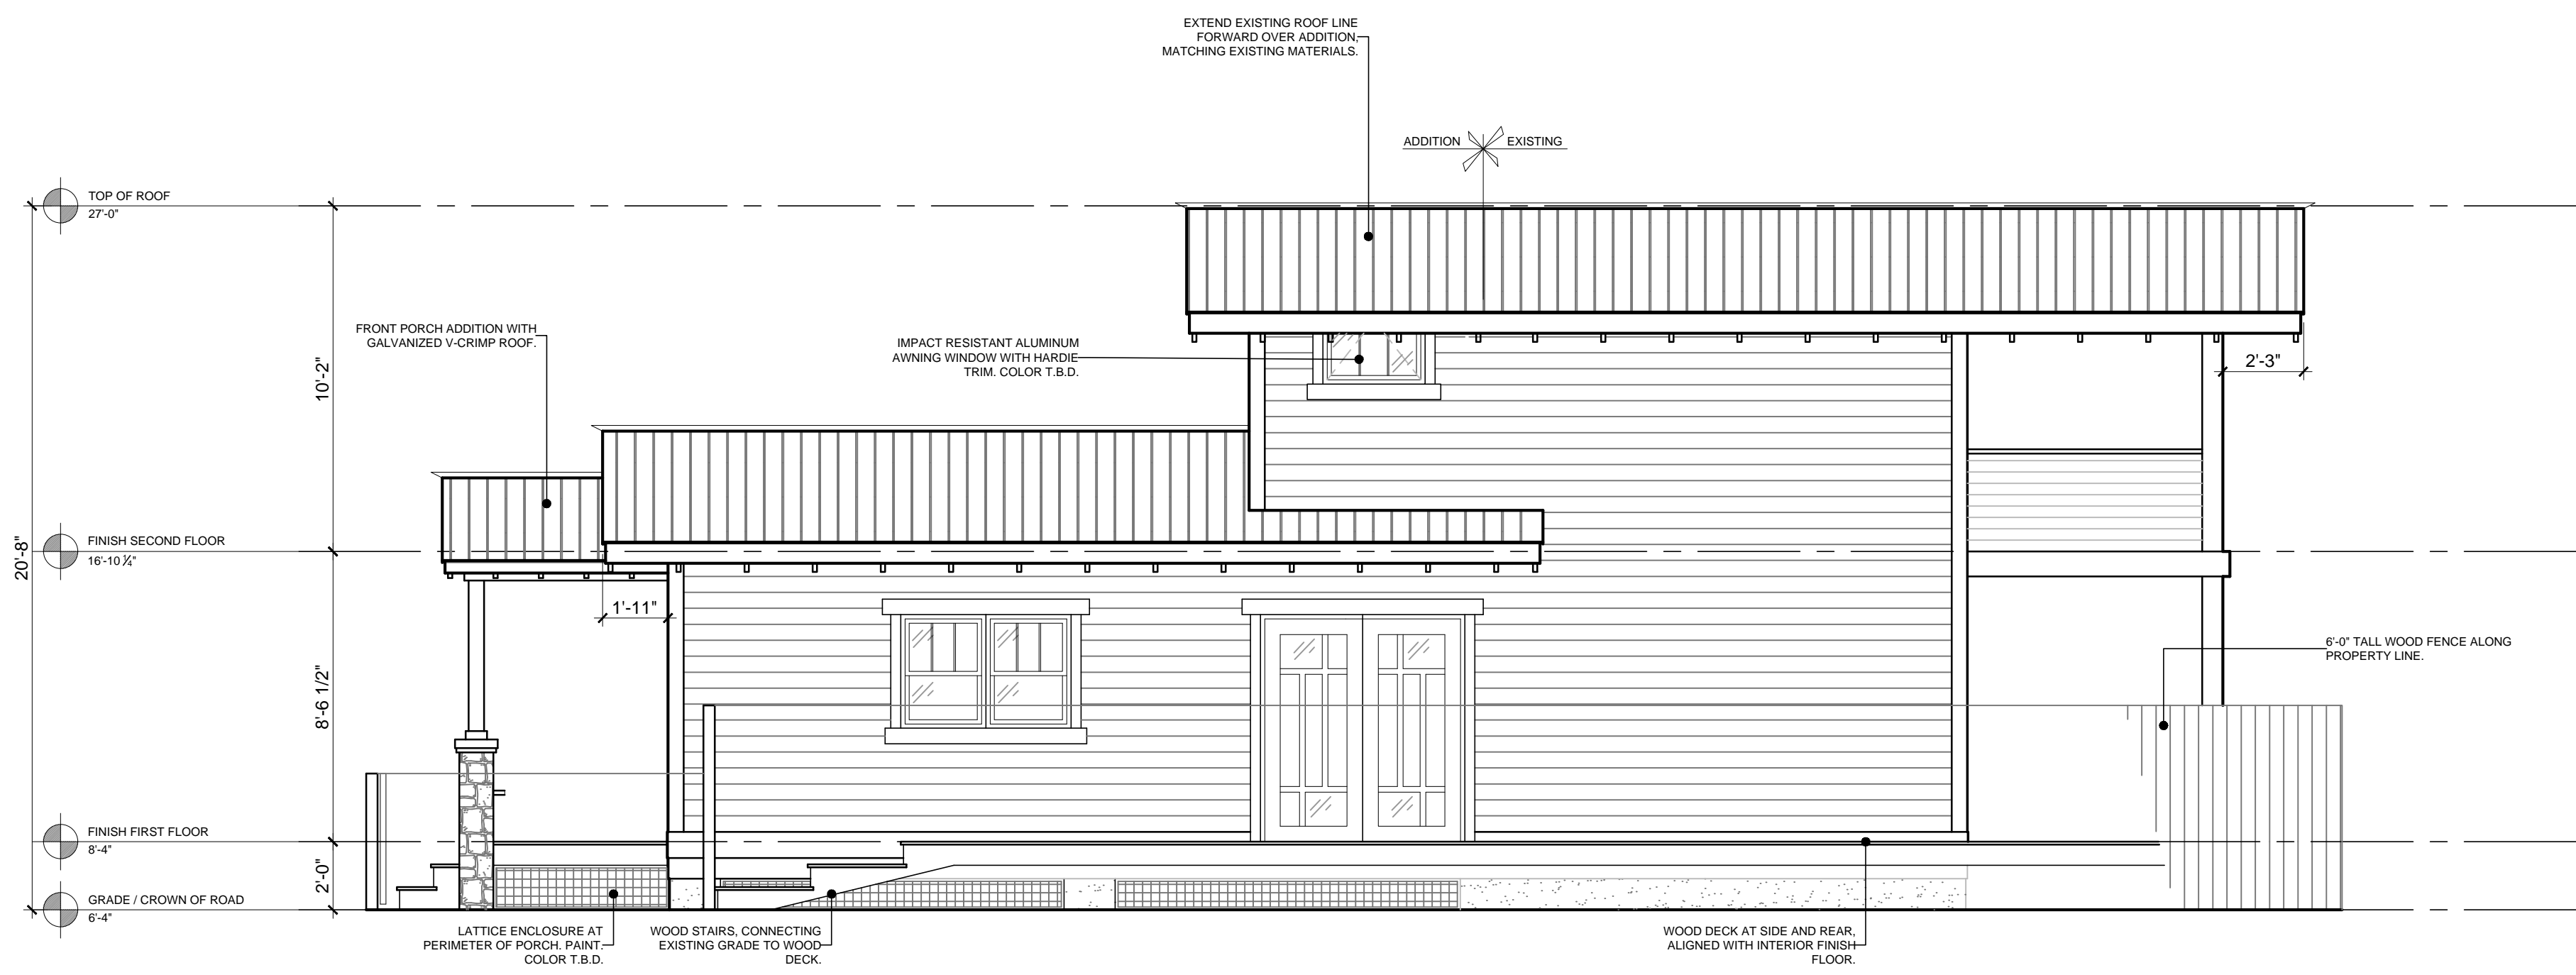 EXTEND EXISTING ROOF LINE
FORWARD OVER ADDITION,
MATCHING EXISTING MATERIALS.
ADDITION
EXISTING
TOP OF ROOF
27'-0"
FRONT PORCH ADDITION WITH
GALVANIZED V-CRIMP ROOF.
IMPACT RESISTANT ALUMINUM
AWNING WINDOW WITH HARDIE
TRIM. COLOR T.B.D.
2'-3"
10'-2"
20'-8"
FINISH SECOND FLOOR
16'-10 1/4"
1'-11"
8'-6 1/2"
6'-0" TALL WOOD FENCE ALONG
PROPERTY LINE.
FINISH FIRST FLOOR
8'-4"
2'-0"
GRADE / CROWN OF ROAD
6'-4"
LATTICE ENCLOSURE AT
PERIMETER OF PORCH. PAINT.
COLOR T.B.D.
WOOD STAIRS, CONNECTING
EXISTING GRADE TO WOOD
DECK.
WOOD DECK AT SIDE AND REAR,
ALIGNED WITH INTERIOR FINISH
FLOOR.